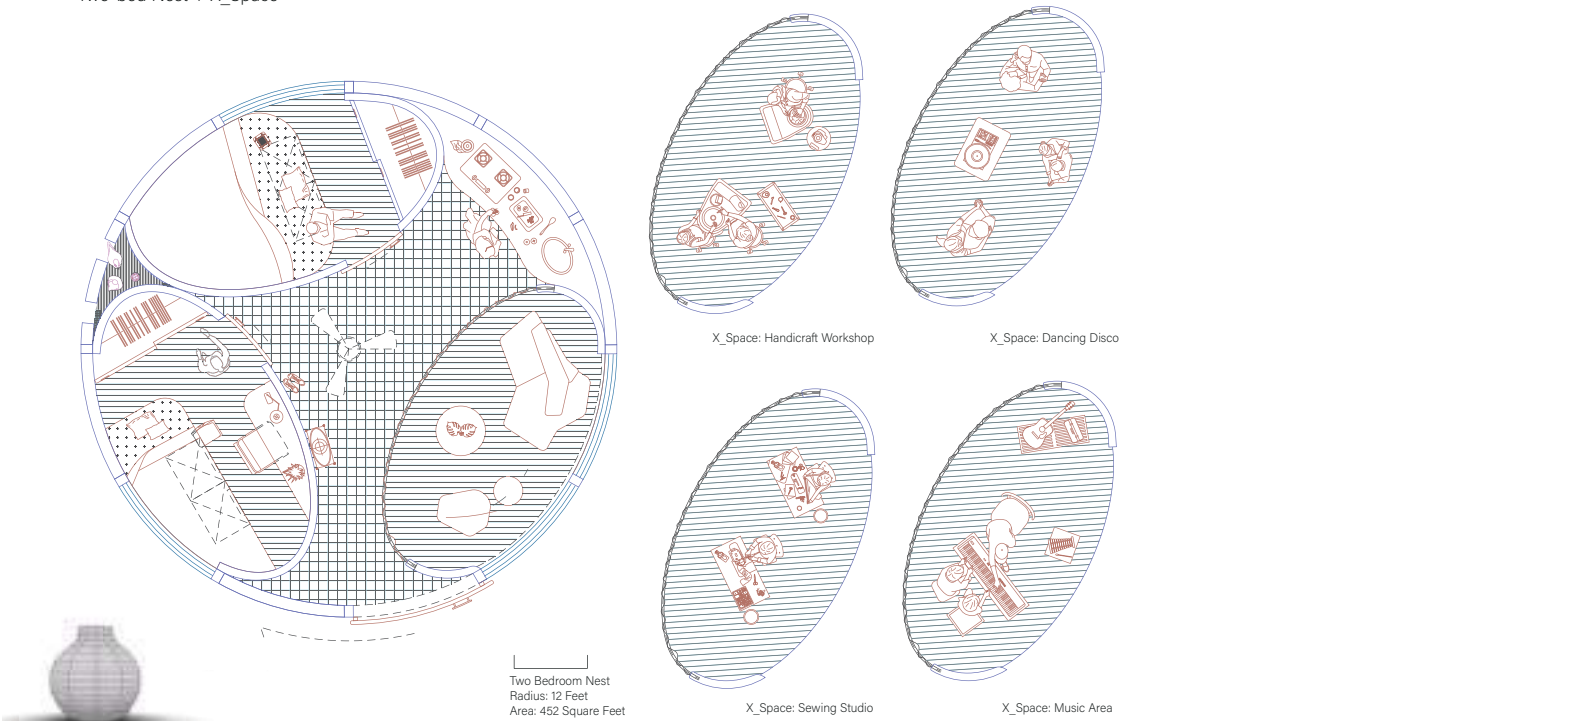 X_Space: Handicraft Workshop
X_Space: Dancing Disco
Two Bedroom Nest
Radius: 12 Feet
Area: 452 Square Feet
X_Space: Sewing Studio
X_Space: Music Area